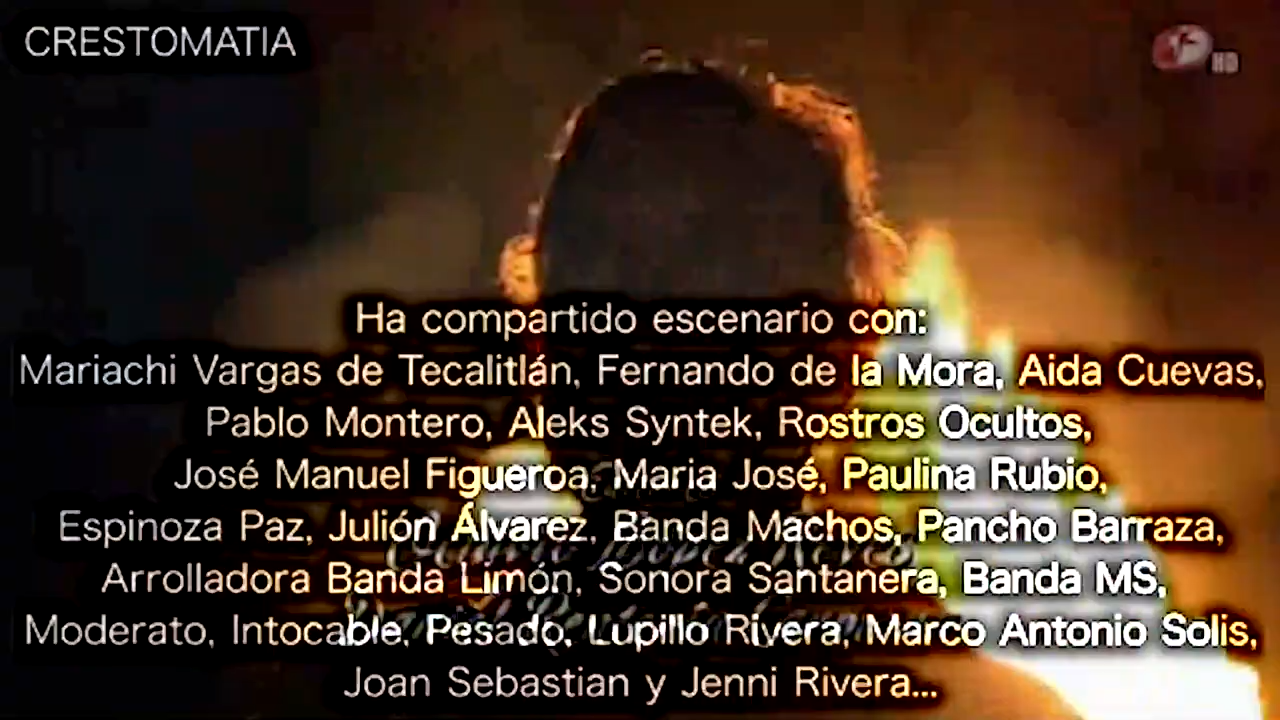 CRESTOMATIA
HD
Ha compartido escenario con:
Mariachi Vargas de Tecalitlán, Fernando de la Mora, Aida Cuevas,
Pablo Montero, Aleks Syntek, Rostros Ocultos,
José Manuel Figueroa, Maria José, Paulina Rubio,
Espinoza Paz, Julión Álvarez, Banda Machos, Pancho Barraza,
Arrolladora Banda Limón, Sonora Santanera, Banda MS,
Moderato, Intocable, Pesado, Lupillo Rivera, Marco Antonio Solis,
Joan Sebastian y Jenni Rivera...